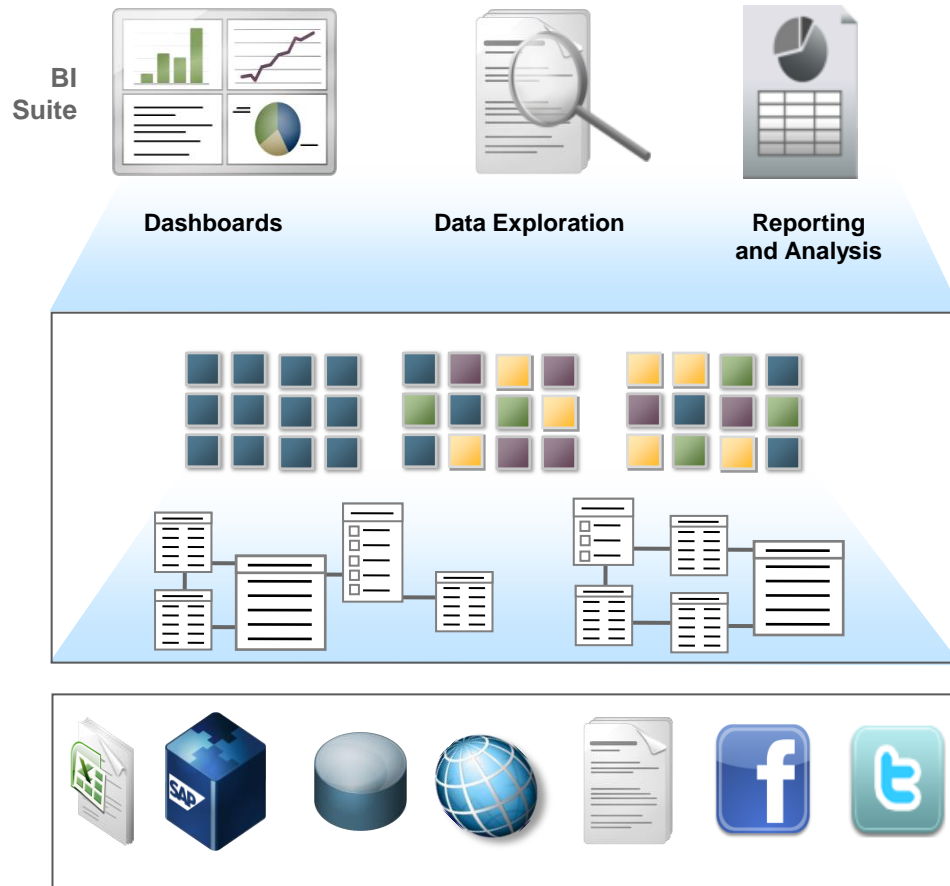 BI
Suite
Dashboards
Data Exploration
Reporting
and Analysis
X
SAP
f
t